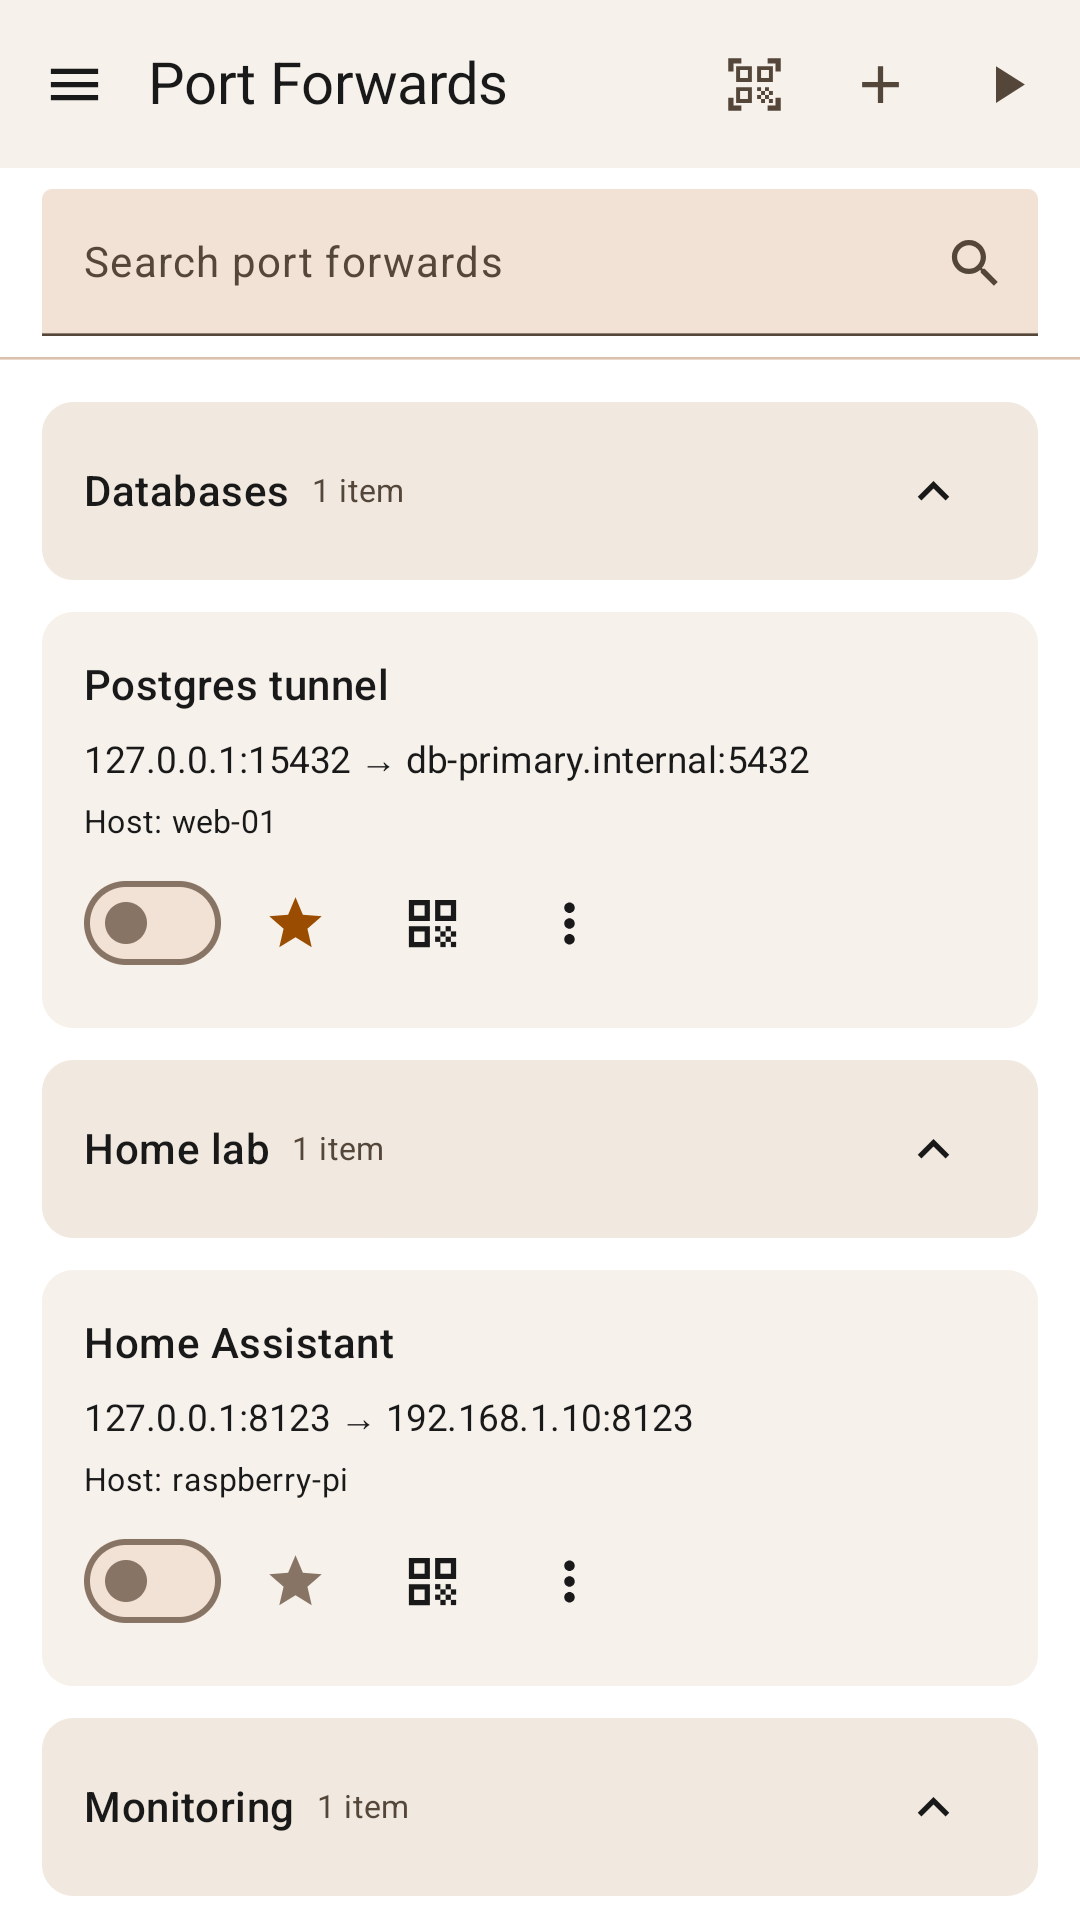 Port Forwards
Search port forwards
Databases 1 item
Postgres tunnel
127.0.0.1:15432 → db-primary.internal:5432
Host: web-01
Home lab 1 item
Home Assistant
127.0.0.1:8123 → 192.168.1.10:8123
Host: raspberry-pi
Monitoring 1 item